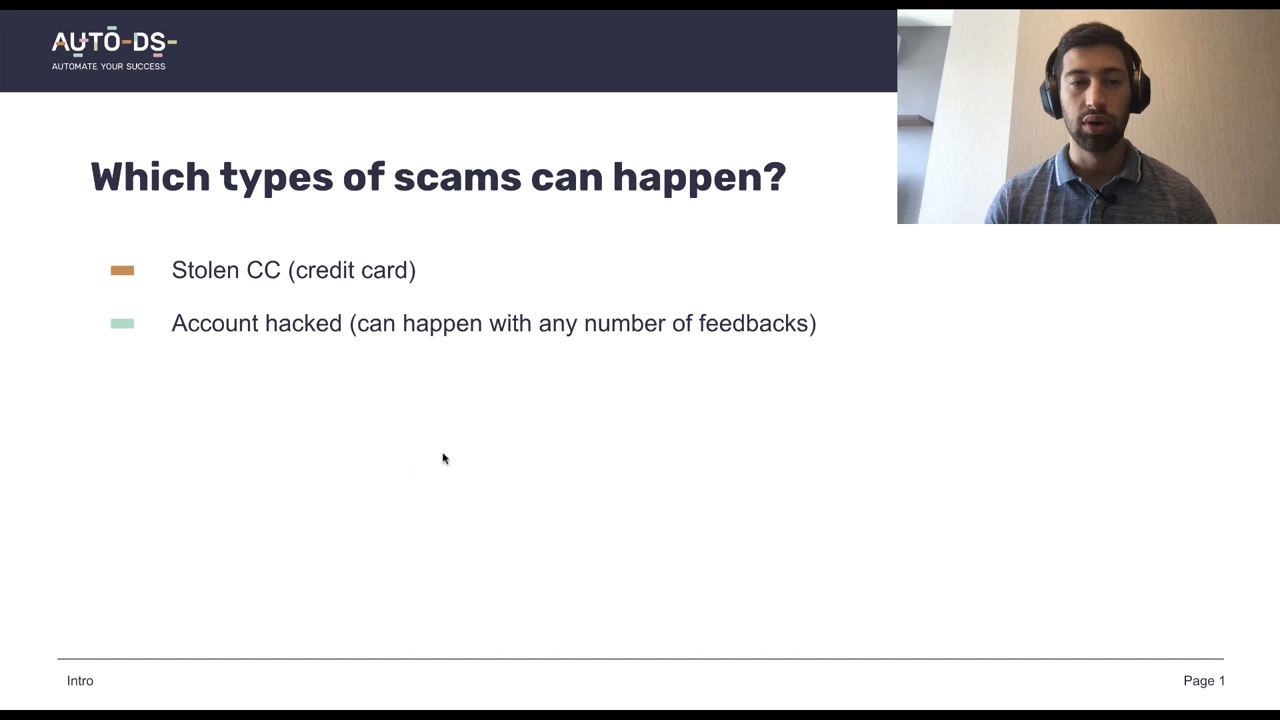 AUTO-DS-
AUTOMATE YOUR SUCCESS
Which types of scams can happen?
Stolen CC (credit card)
Account hacked (can happen with any number of feedbacks)
Intro
Page 1